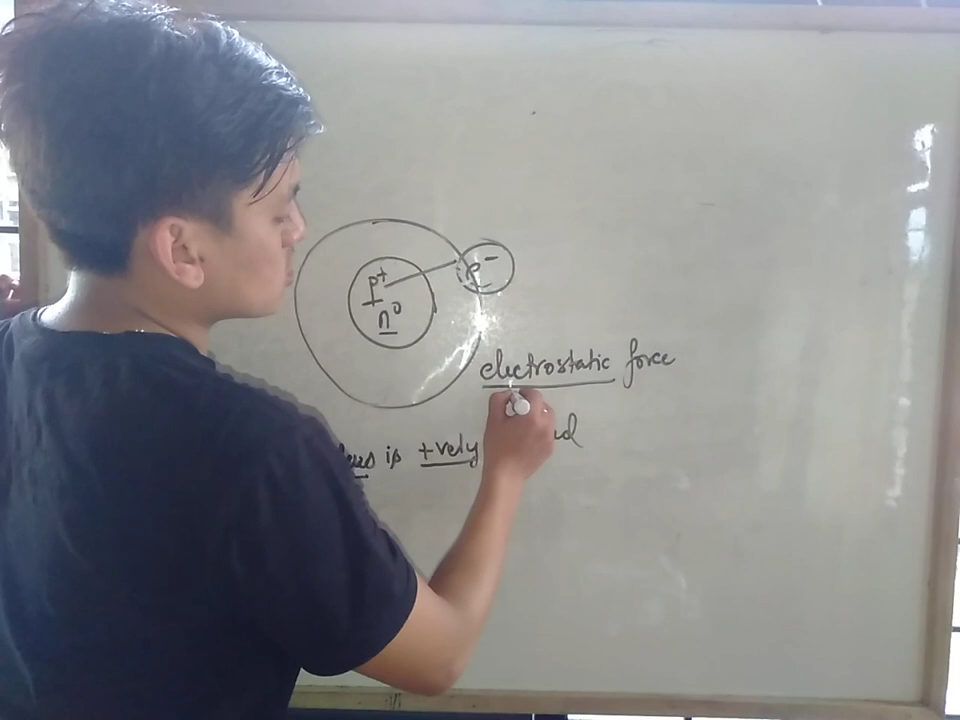 p+
n0
e-
electrostatic force
is +vely